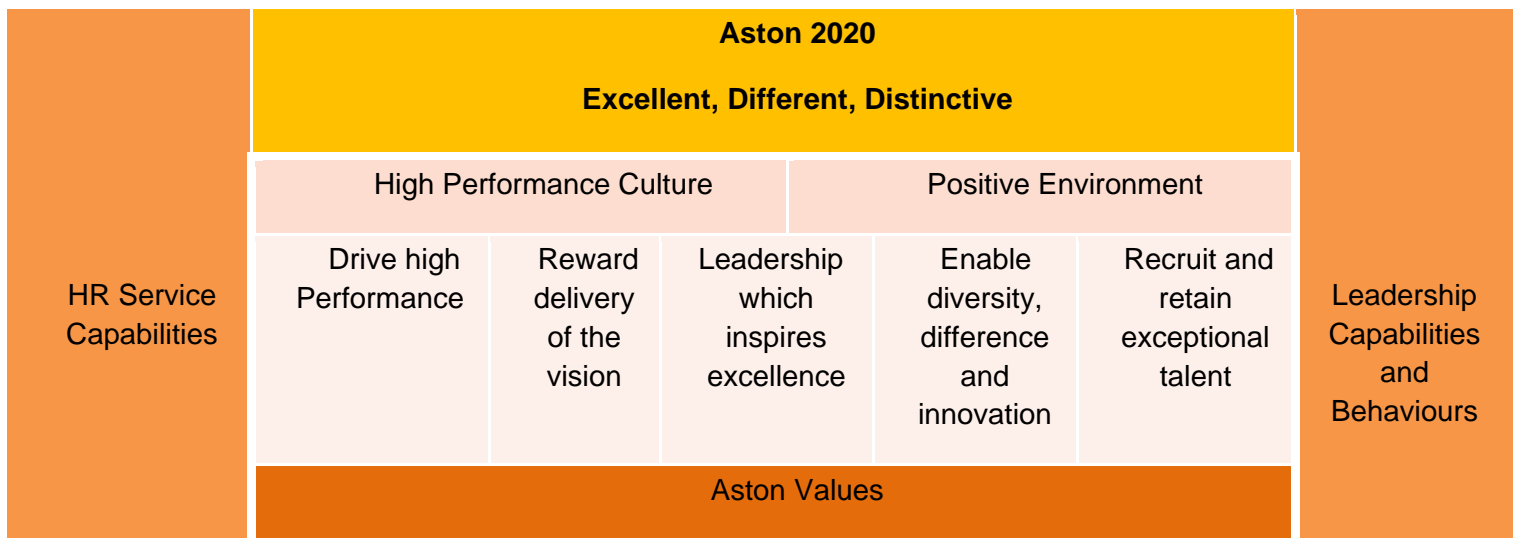 Aston 2020
Excellent, Different, Distinctive
High Performance Culture
Positive Environment
HR Service
Capabilities
Drive high
Performance
Reward
delivery
of the
vision
Leadership
which
inspires
excellence
Enable
diversity,
difference
and
innovation
Recruit and
retain
exceptional
talent
Leadership
Capabilities
and
Behaviours
Aston Values